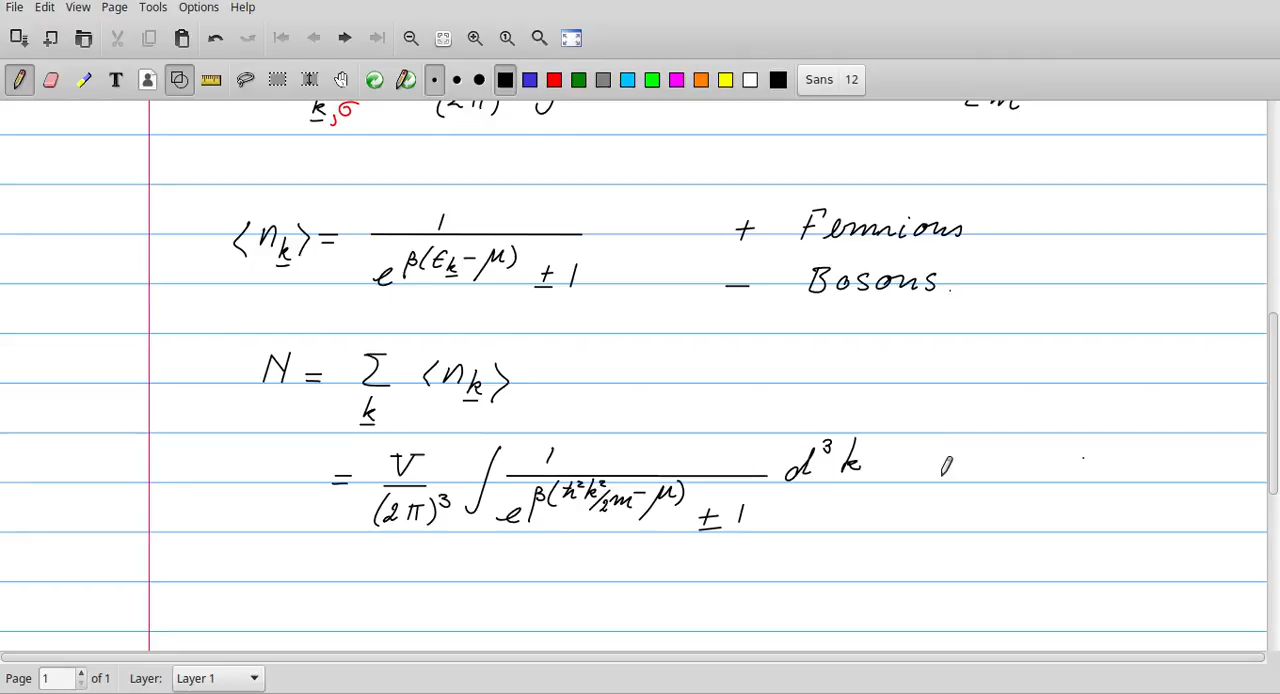 File Edit View Page Tools Options Help
Sans 12
k,σ (2π) 2m
⟨n_k⟩ = 1 / (e^{β(ϵ_k − μ)} ± 1) + Fermions
− Bosons.
N = Σ_k ⟨n_k⟩
= V/(2π)^3 ∫ 1 / (e^{β(ℏ²k²/2m − μ)} ± 1) d³k
Page 1 of 1 Layer: Layer 1